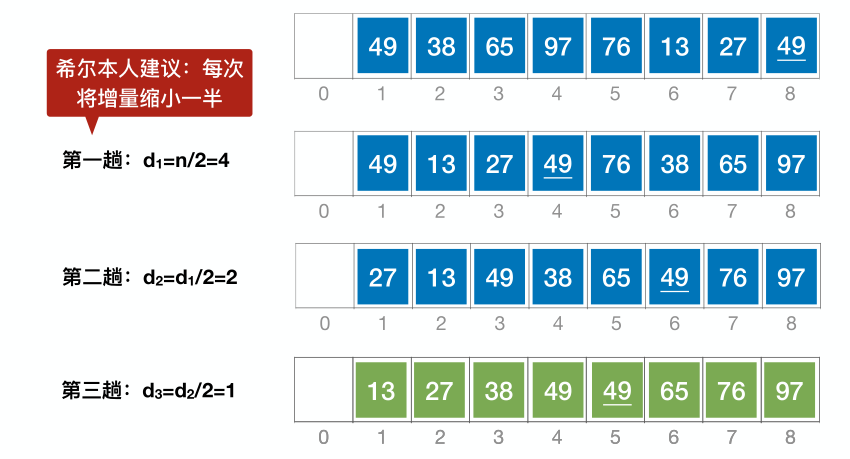 49 38 65 97 76 13 27 49
0 1 2 3 4 5 6 7 8
希尔本人建议：每次
将增量缩小一半
第一趟：d₁=n/2=4
49 13 27 49 76 38 65 97
0 1 2 3 4 5 6 7 8
第二趟：d₂=d₁/2=2
27 13 49 38 65 49 76 97
0 1 2 3 4 5 6 7 8
第三趟：d₃=d₂/2=1
13 27 38 49 49 65 76 97
0 1 2 3 4 5 6 7 8